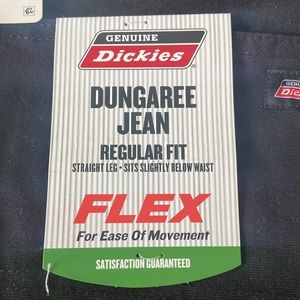 GENUINE
Dickies
DUNGAREE
JEAN
REGULAR FIT
STRAIGHT LEG • SITS SLIGHTLY BELOW WAIST
FLEX
For Ease Of Movement
SATISFACTION GUARANTEED